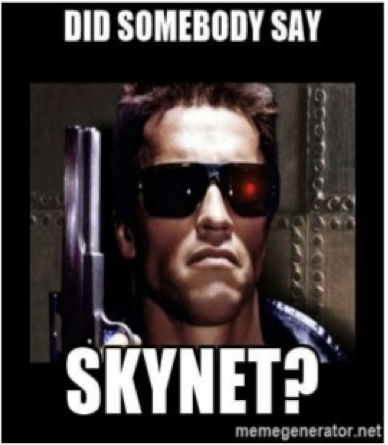 DID SOMEBODY SAY
SKYNET?
memegenerator.net